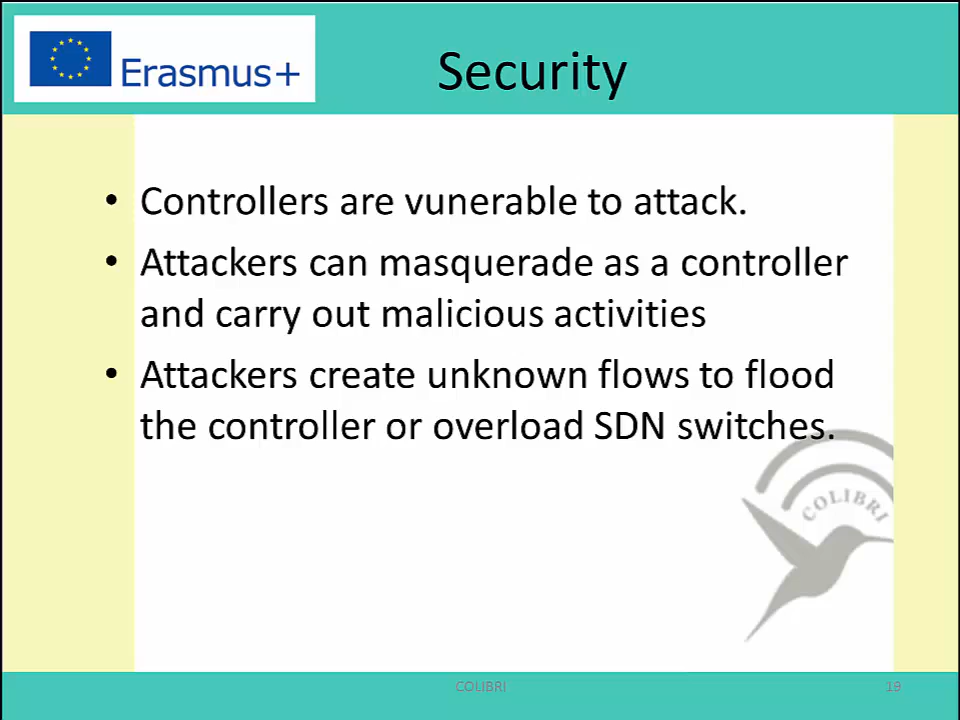 Erasmus+
Security
• Controllers are vunerable to attack.
• Attackers can masquerade as a controller
and carry out malicious activities
• Attackers create unknown flows to flood
the controller or overload SDN switches.
COLIBRI
COLIBRI
19